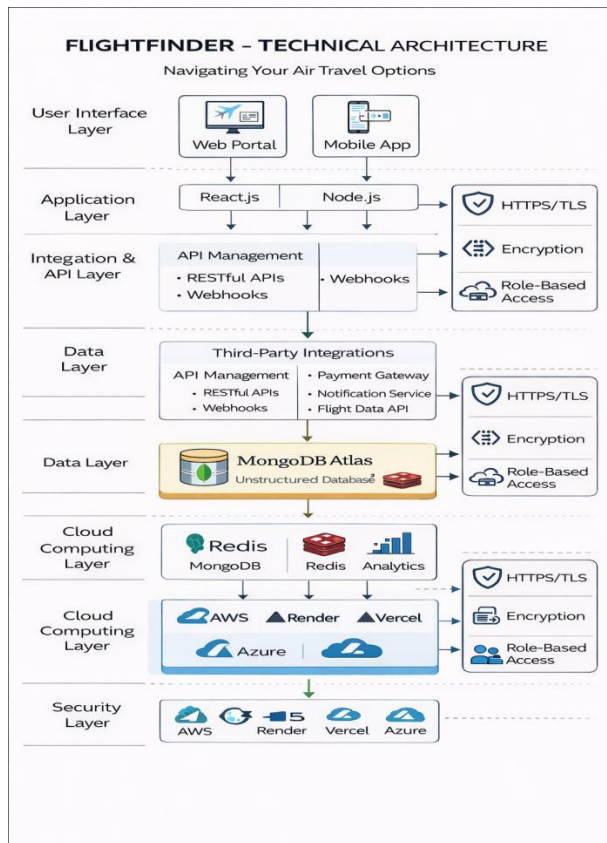 FLIGHTFINDER – TECHNICAL ARCHITECTURE
Navigating Your Air Travel Options
User Interface
Layer
Web Portal
Mobile App
Application
Layer
React.js
Node.js
HTTPS/TLS
Encryption
Role-Based
Access
Integation &
API Layer
API Management
• RESTful APIs
• Webhooks
• Webhooks
Data
Layer
Third-Party Integrations
API Management
• RESTful APIs
• Webhooks
• Payment Gateway
• Notification Service
• Flight Data API
HTTPS/TLS
Encryption
Role-Based
Access
Data Layer
MongoDB Atlas
Unstructured Database
Cloud
Computing
Layer
Redis
MongoDB
Redis
Analytics
HTTPS/TLS
Encryption
Role-Based
Access
Cloud
Computing
Layer
AWS
Render
Vercel
Azure
Security
Layer
AWS
5
Render
Vercel
Azure